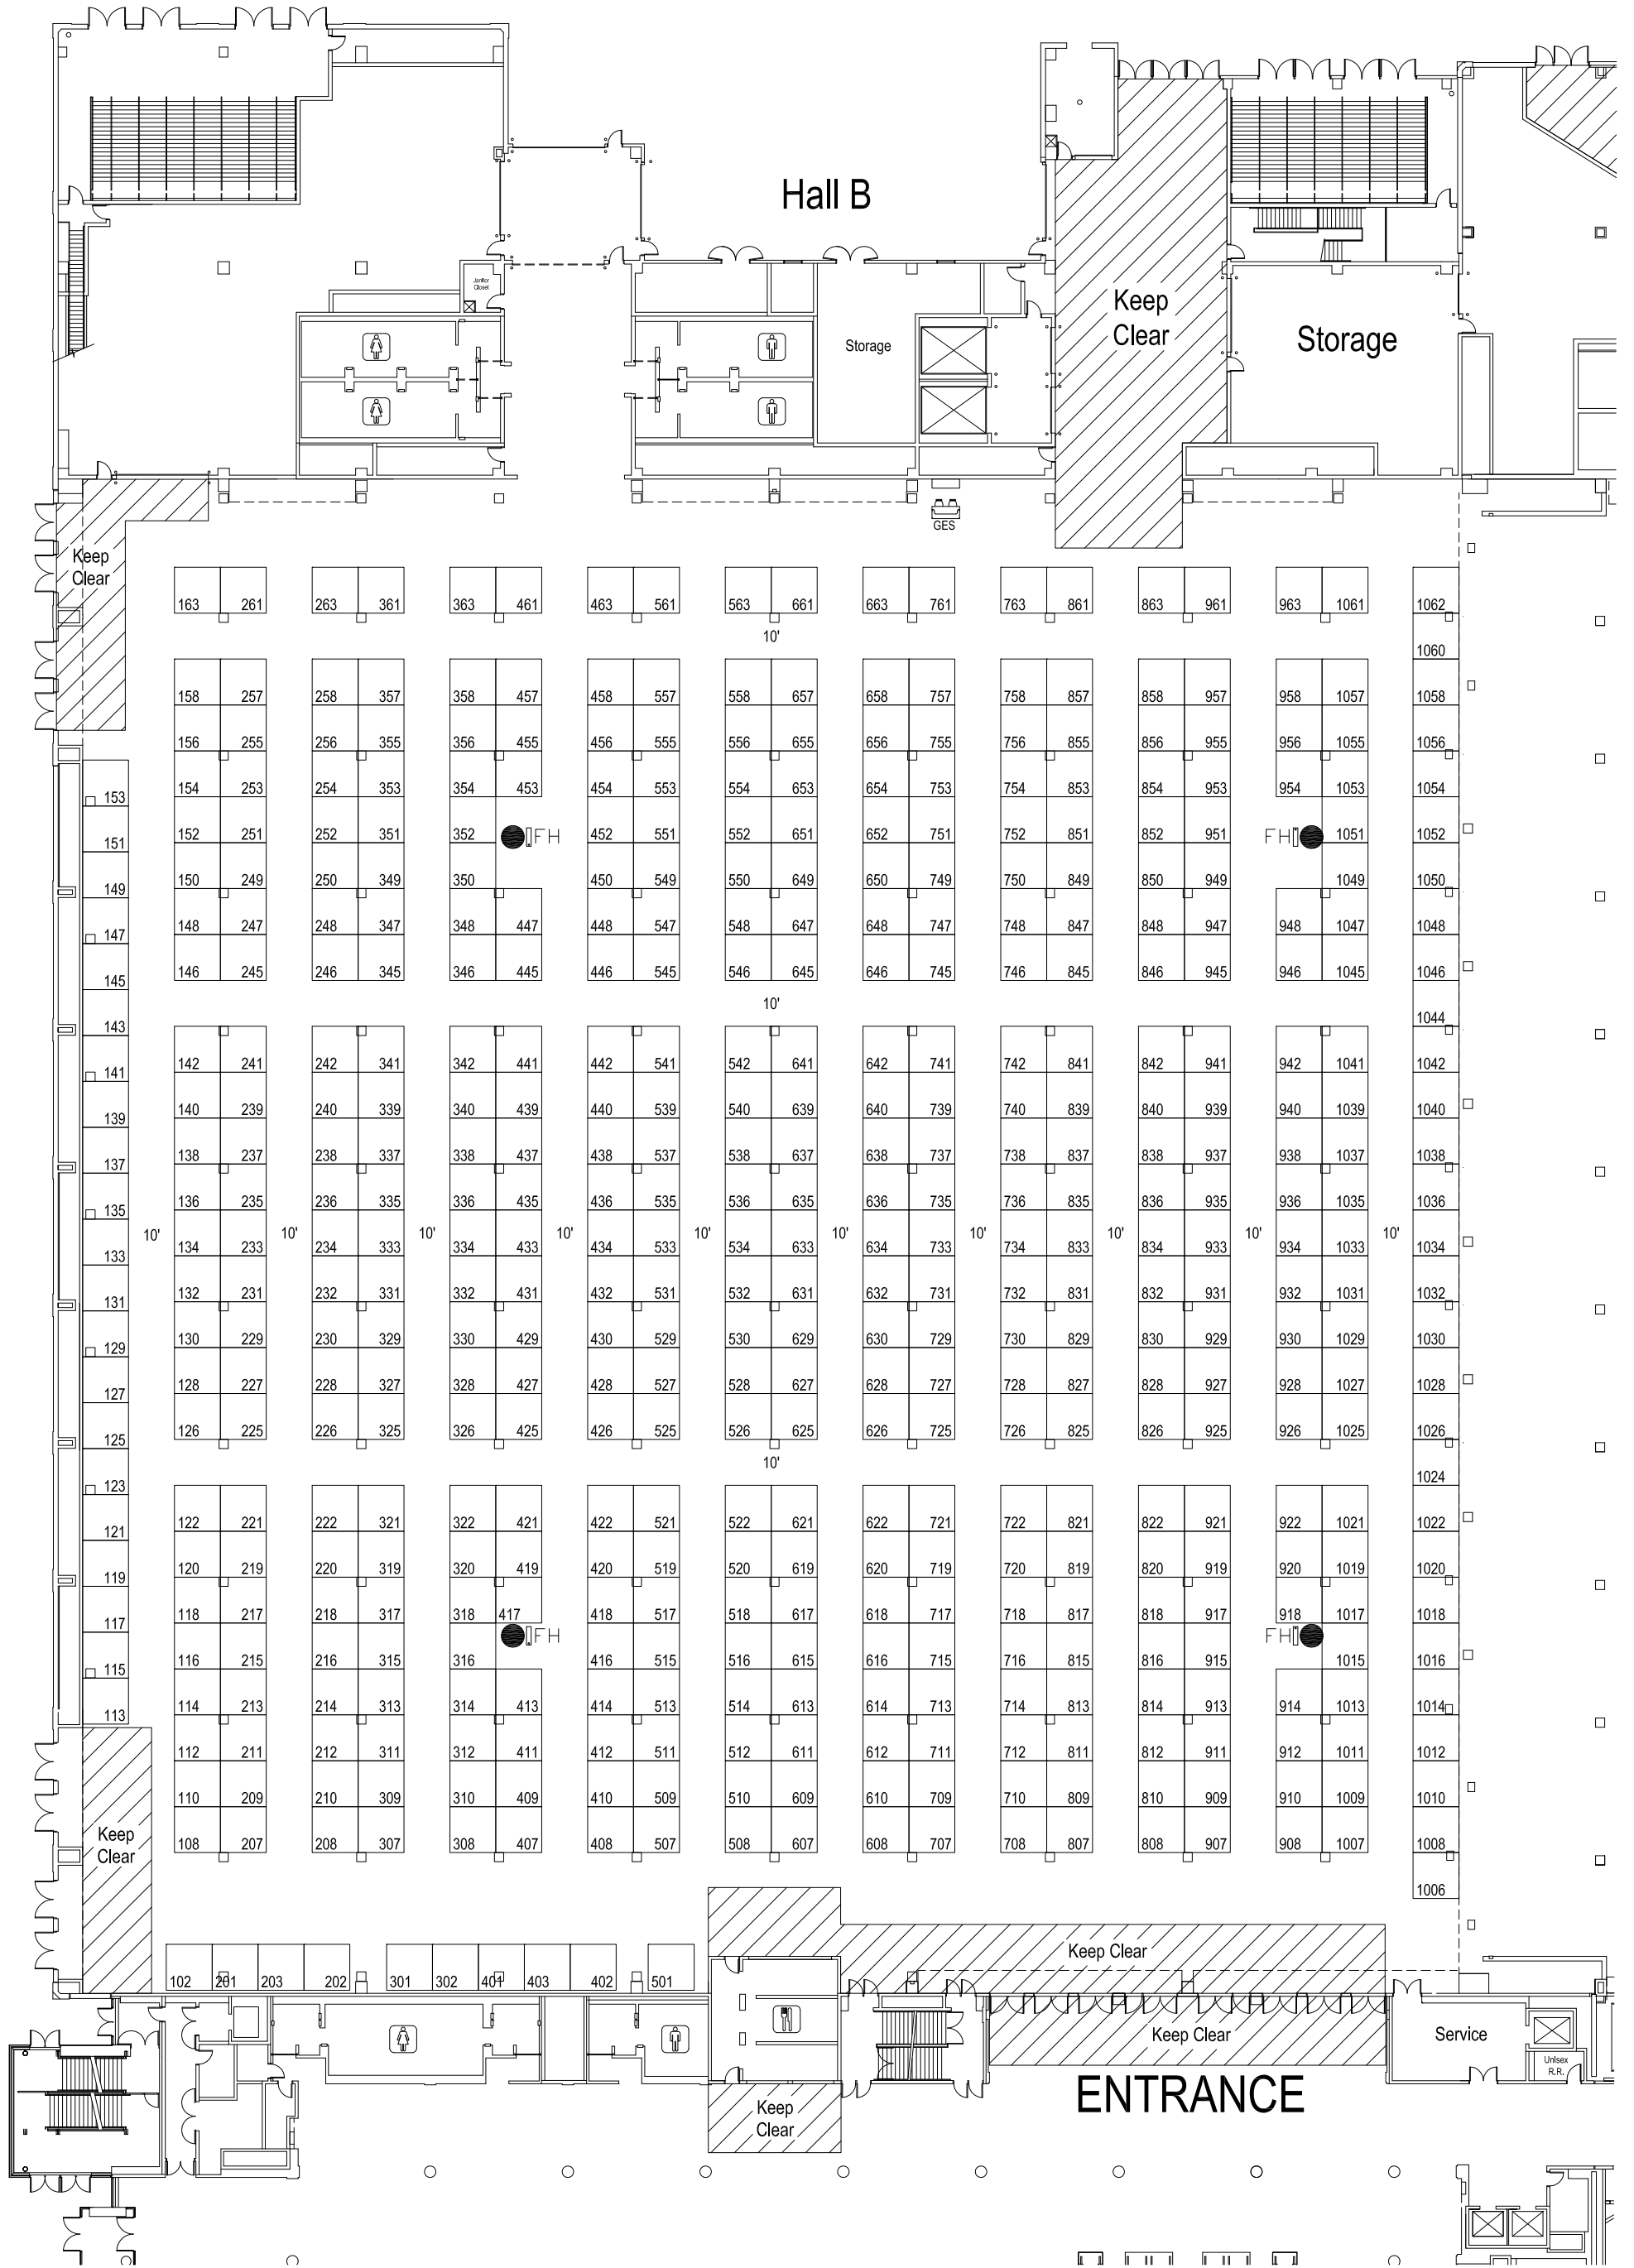 Hall B
Janitor
Closet
Keep
Clear
Storage
Storage
GES
Keep
Clear
163 261 263 361 363 461 463 561 563 661 663 761 763 861 863 961 963 1061 1062
10'
1060
158 257 258 357 358 457 458 557 558 657 658 757 758 857 858 957 958 1057 1058
156 255 256 355 356 455 456 555 556 655 656 755 756 855 856 955 956 1055 1056
154 253 254 353 354 453 454 553 554 653 654 753 754 853 854 953 954 1053 1054
153
152 251 252 351 352 FH 452 551 552 651 652 751 752 851 852 951 FH 1051 1052
151
150 249 250 349 350 450 549 550 649 650 749 750 849 850 949 1049 1050
149
148 247 248 347 348 447 448 547 548 647 648 747 748 847 848 947 948 1047 1048
147
146 245 246 345 346 445 446 545 546 645 646 745 746 845 846 945 946 1045 1046
145
10'
143
1044
142 241 242 341 342 441 442 541 542 641 642 741 742 841 842 941 942 1041 1042
141
140 239 240 339 340 439 440 539 540 639 640 739 740 839 840 939 940 1039 1040
139
138 237 238 337 338 437 438 537 538 637 638 737 738 837 838 937 938 1037 1038
137
136 235 236 335 336 435 436 535 536 635 636 735 736 835 836 935 936 1035 1036
135
10' 10' 10' 10' 10' 10' 10' 10' 10' 10'
134 233 234 333 334 433 434 533 534 633 634 733 734 833 834 933 934 1033 1034
133
132 231 232 331 332 431 432 531 532 631 632 731 732 831 832 931 932 1031 1032
131
130 229 230 329 330 429 430 529 530 629 630 729 730 829 830 929 930 1029 1030
129
128 227 228 327 328 427 428 527 528 627 628 727 728 827 828 927 928 1027 1028
127
126 225 226 325 326 425 426 525 526 625 626 725 726 825 826 925 926 1025 1026
125
10'
1024
123
122 221 222 321 322 421 422 521 522 621 622 721 722 821 822 921 922 1021 1022
121
120 219 220 319 320 419 420 519 520 619 620 719 720 819 820 919 920 1019 1020
119
118 217 218 317 318 417 418 517 518 617 618 717 718 817 818 917 918 1017 1018
117
FH FH
116 215 216 315 316 416 515 516 615 616 715 716 815 816 915 1015 1016
115
114 213 214 313 314 413 414 513 514 613 614 713 714 813 814 913 914 1013 1014
113
112 211 212 311 312 411 412 511 512 611 612 711 712 811 812 911 912 1011 1012
110 209 210 309 310 409 410 509 510 609 610 709 710 809 810 909 910 1009 1010
108 207 208 307 308 407 408 507 508 607 608 707 708 807 808 907 908 1007 1008
Keep
Clear
1006
Keep Clear
102 201 203 202 301 302 401 403 402 501
Keep Clear
Service
Unisex
R.R.
ENTRANCE
Keep
Clear